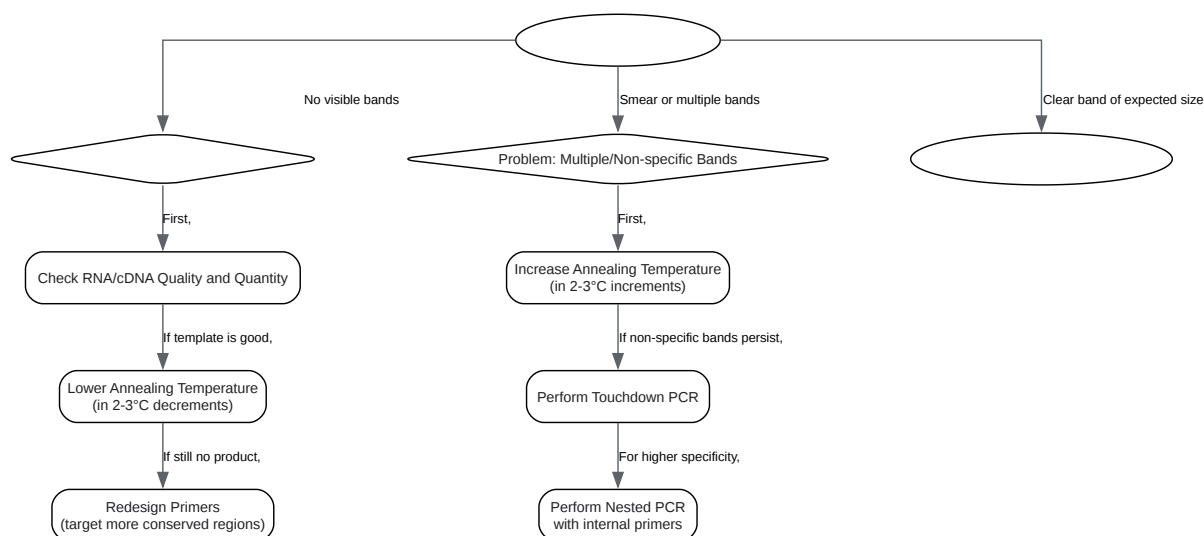 No visible bands
Smear or multiple bands
Clear band of expected size
Problem: Multiple/Non-specific Bands
First,
First,
Check RNA/cDNA Quality and Quantity
Increase Annealing Temperature
(in 2-3°C increments)
If template is good,
If non-specific bands persist,
Lower Annealing Temperature
(in 2-3°C decrements)
Perform Touchdown PCR
If still no product,
For higher specificity,
Redesign Primers
(target more conserved regions)
Perform Nested PCR
with internal primers